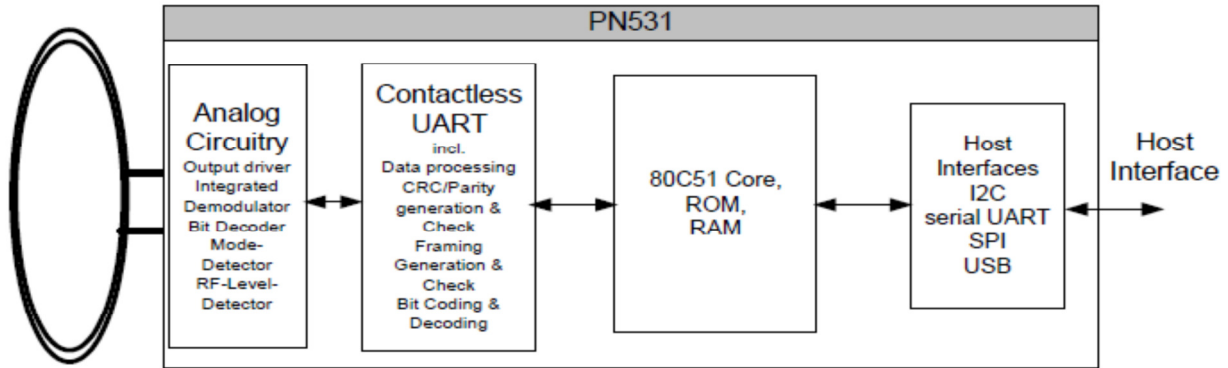 PN531
Analog
Circuitry
Output driver
Integrated
Demodulator
Bit Decoder
Mode-
Detector
RF-Level-
Detector
Contactless
UART
incl.
Data processing
CRC/Parity
generation &
Check
Framing
Generation &
Check
Bit Coding &
Decoding
80C51 Core,
ROM,
RAM
Host
Interfaces
I2C
serial UART
SPI
USB
Host
Interface